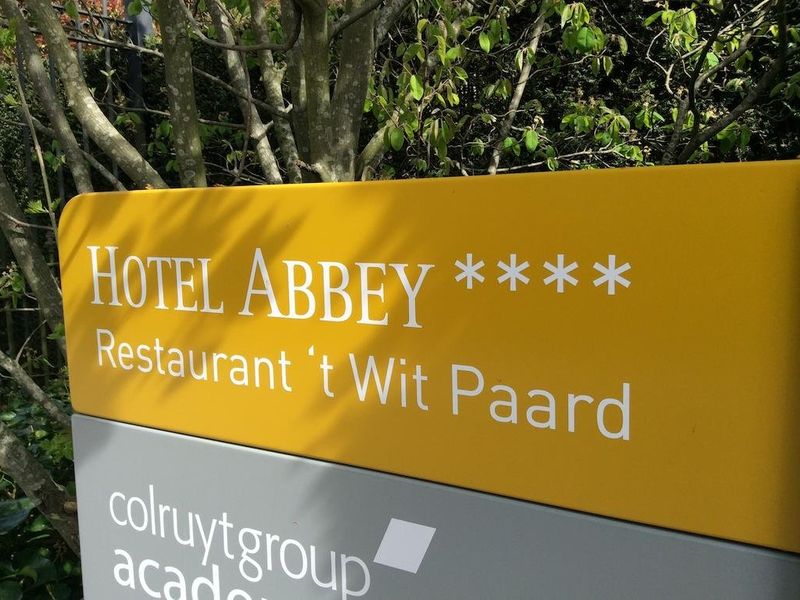 HOTEL ABBEY ****
Restaurant ‘t Wit Paard
colruytgroup